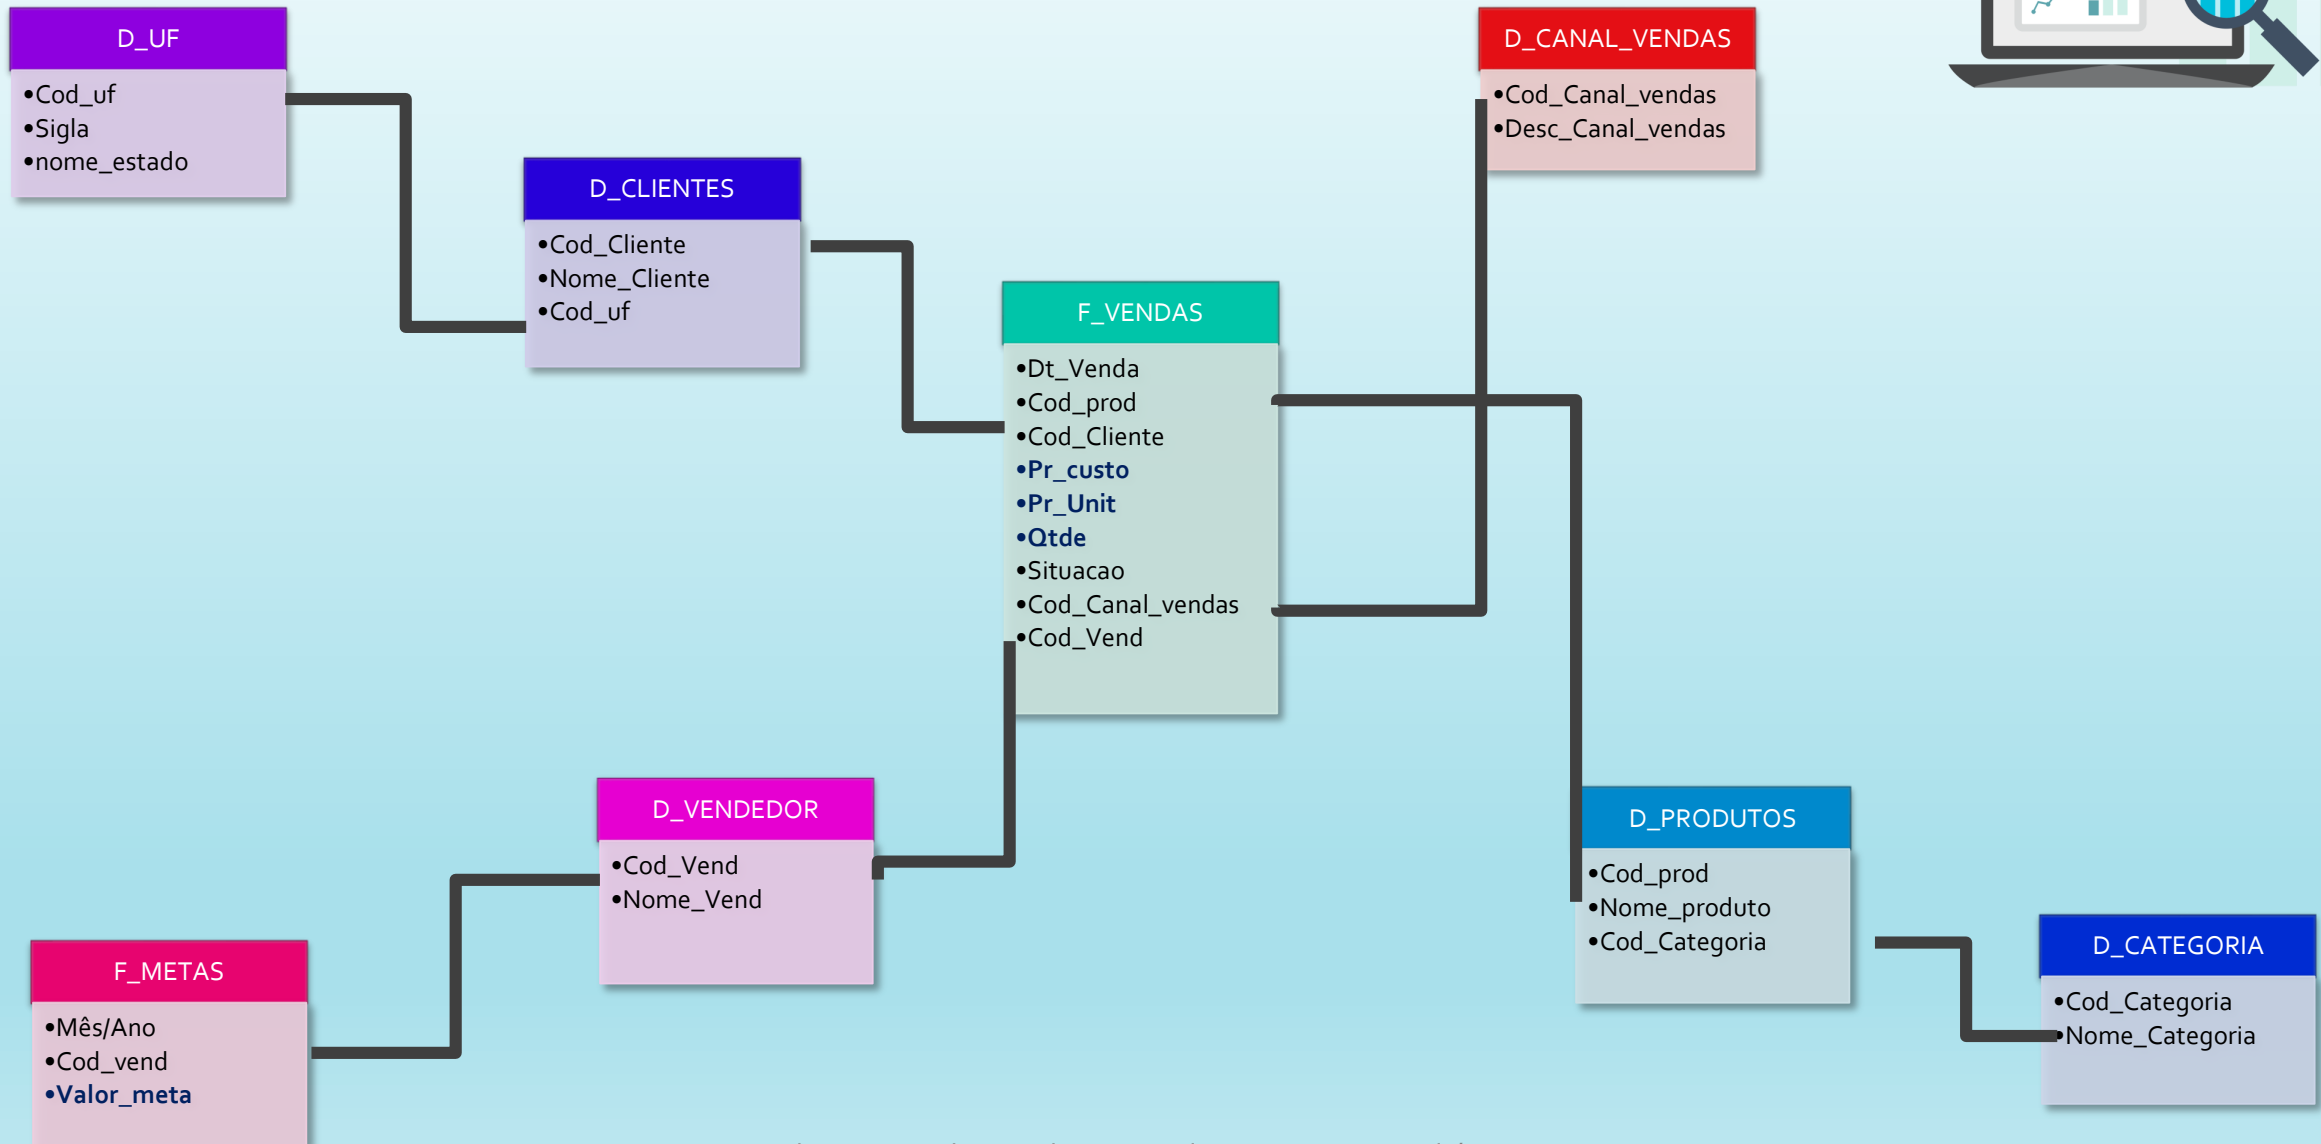 D_UF
•Cod_uf
•Sigla
•nome_estado
D_CLIENTES
•Cod_Cliente
•Nome_Cliente
•Cod_uf
F_VENDAS
•Dt_Venda
•Cod_prod
•Cod_Cliente
•Pr_custo
•Pr_Unit
•Qtde
•Situacao
•Cod_Canal_vendas
•Cod_Vend
D_CANAL_VENDAS
•Cod_Canal_vendas
•Desc_Canal_vendas
D_VENDEDOR
•Cod_Vend
•Nome_Vend
F_METAS
•Mês/Ano
•Cod_vend
•Valor_meta
D_PRODUTOS
•Cod_prod
•Nome_produto
•Cod_Categoria
D_CATEGORIA
•Cod_Categoria
•Nome_Categoria